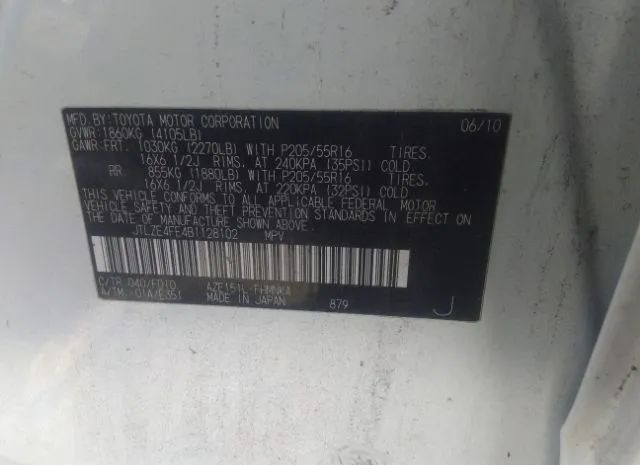 MFD.BY:TOYOTA MOTOR CORPORATION 06/10
GVWR:1860KG (4105LB)
GAWR:FRT. 1030KG (2270LB) WITH P205/55R16 TIRES.
16X6 1/2J RIMS, AT 240KPA (35PSI) COLD
RR. 855KG (1880LB) WITH P205/55R16 TIRES.
16X6 1/2J RIMS, AT 220KPA (32PSI) COLD
THIS VEHICLE CONFORMS TO ALL APPLICABLE FEDERAL MOTOR
VEHICLE SAFETY AND THEFT PREVENTION STANDARDS IN EFFECT ON
THE DATE OF MANUFACTURE SHOWN ABOVE.
JTLZE4FE4B1128102 MPV
C/TR 040/FD10 AZE151L-FHMNKA
A/TM -01A/E351 MADE IN JAPAN 879 J